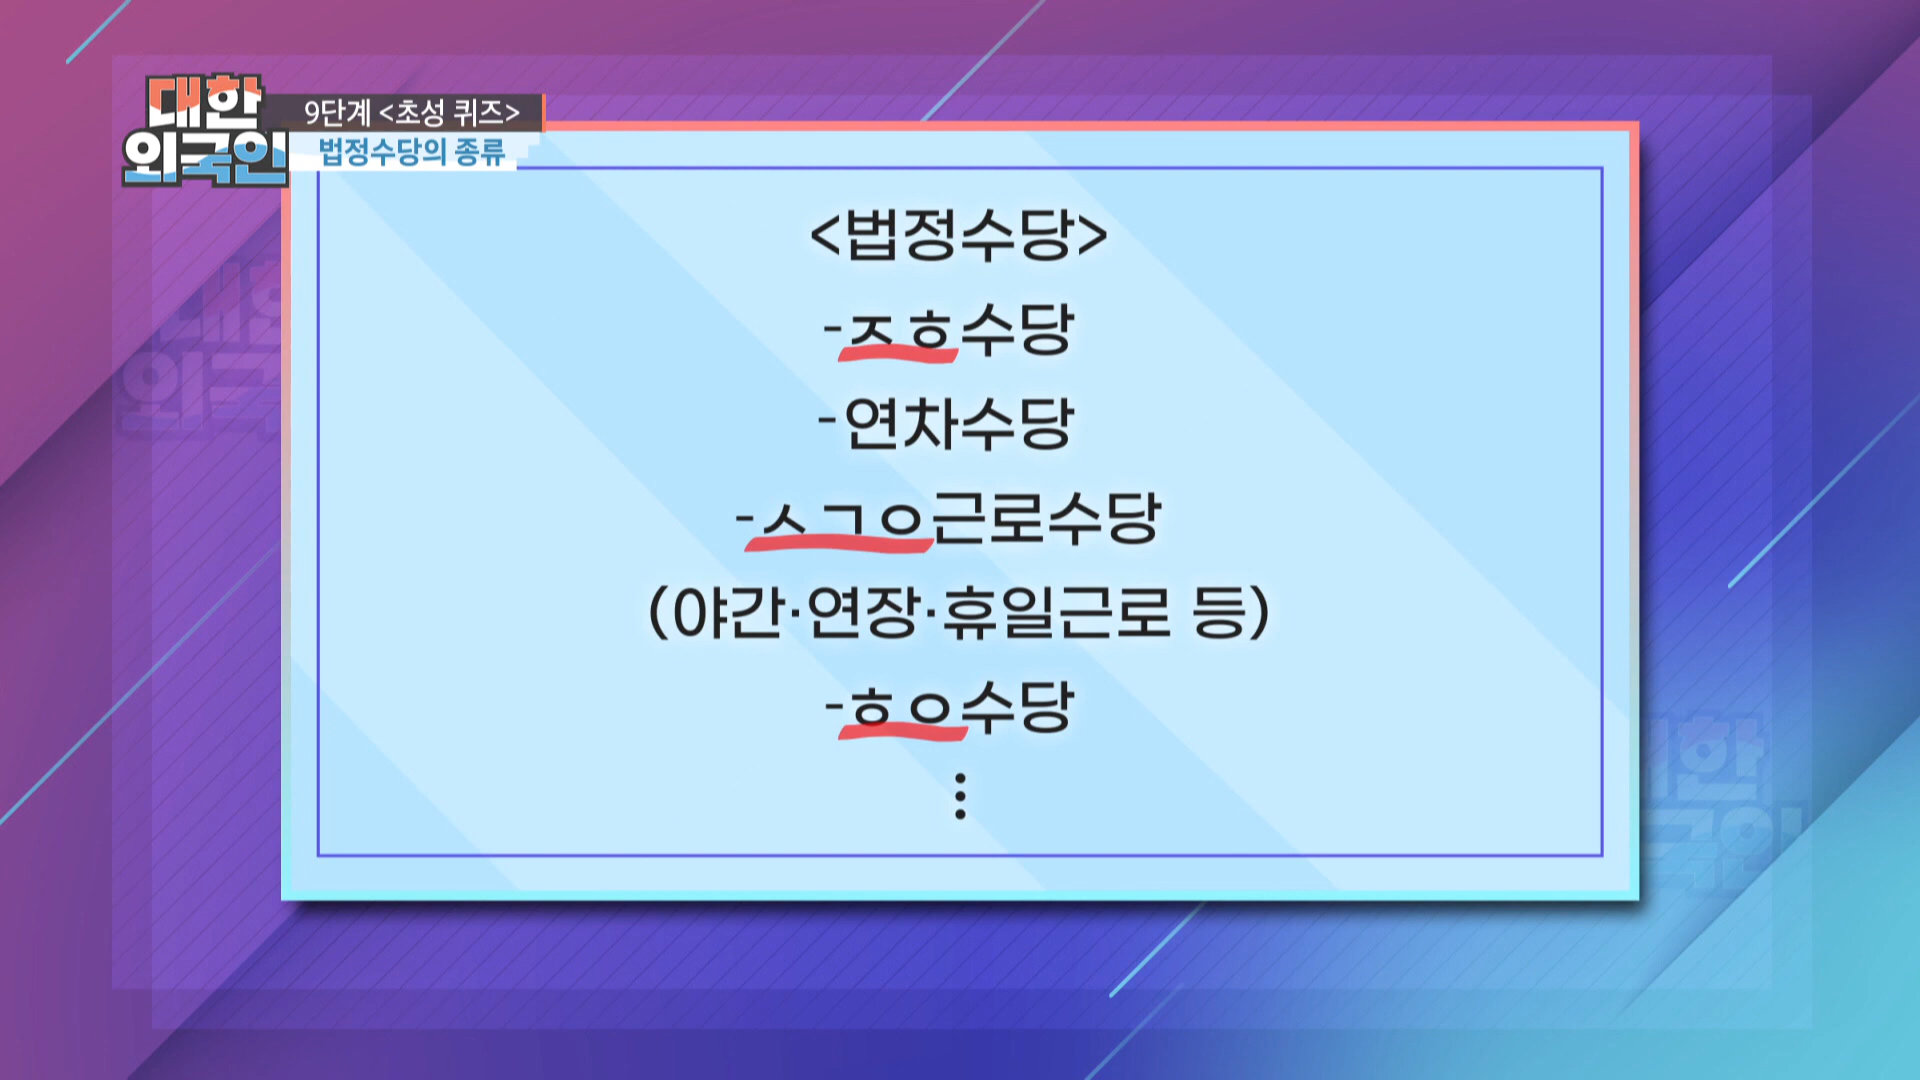 대한
외국인
9단계 <초성 퀴즈>
법정수당의 종류
<법정수당>
-ㅈㅎ수당
-연차수당
-ㅅㄱㅇ근로수당
(야간·연장·휴일근로 등)
-ㅎㅇ수당
⋮